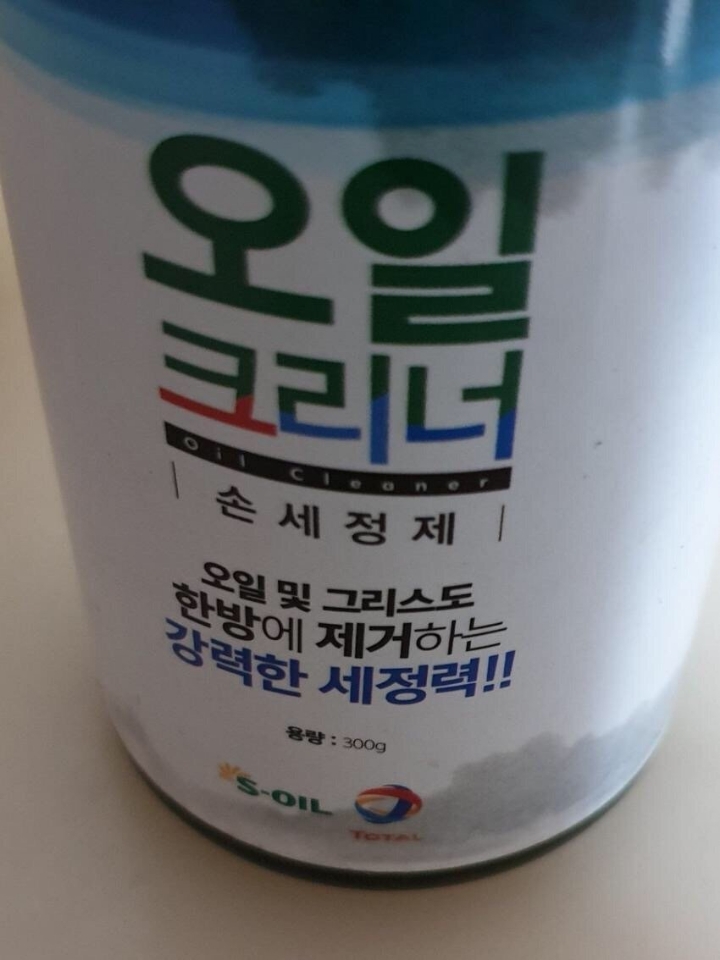 오일
크리너
Oil Cleaner
손세정제
오일 및 그리스도
한방에 제거하는
강력한 세정력!!
용량 : 300g
S-OIL TOTAL